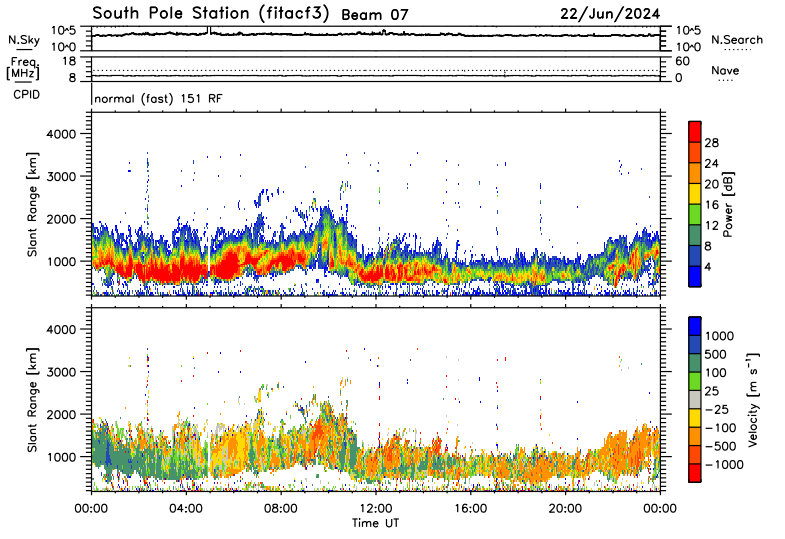 South Pole Station (fitacf3) Beam 07 22/Jun/2024
N.Sky 10^5 10^0 10^5 10^0 N.Search
Freq. [MHz] 18 8 60 0 Nave
CPID normal (fast) 151 RF
Slant Range [km]
4000
3000
2000
1000
28
24
20
16
12
8
4
Power [dB]
Slant Range [km]
4000
3000
2000
1000
1000
500
100
25
−25
−100
−500
−1000
Velocity [m s⁻¹]
00:00 04:00 08:00 12:00 16:00 20:00 00:00
Time UT